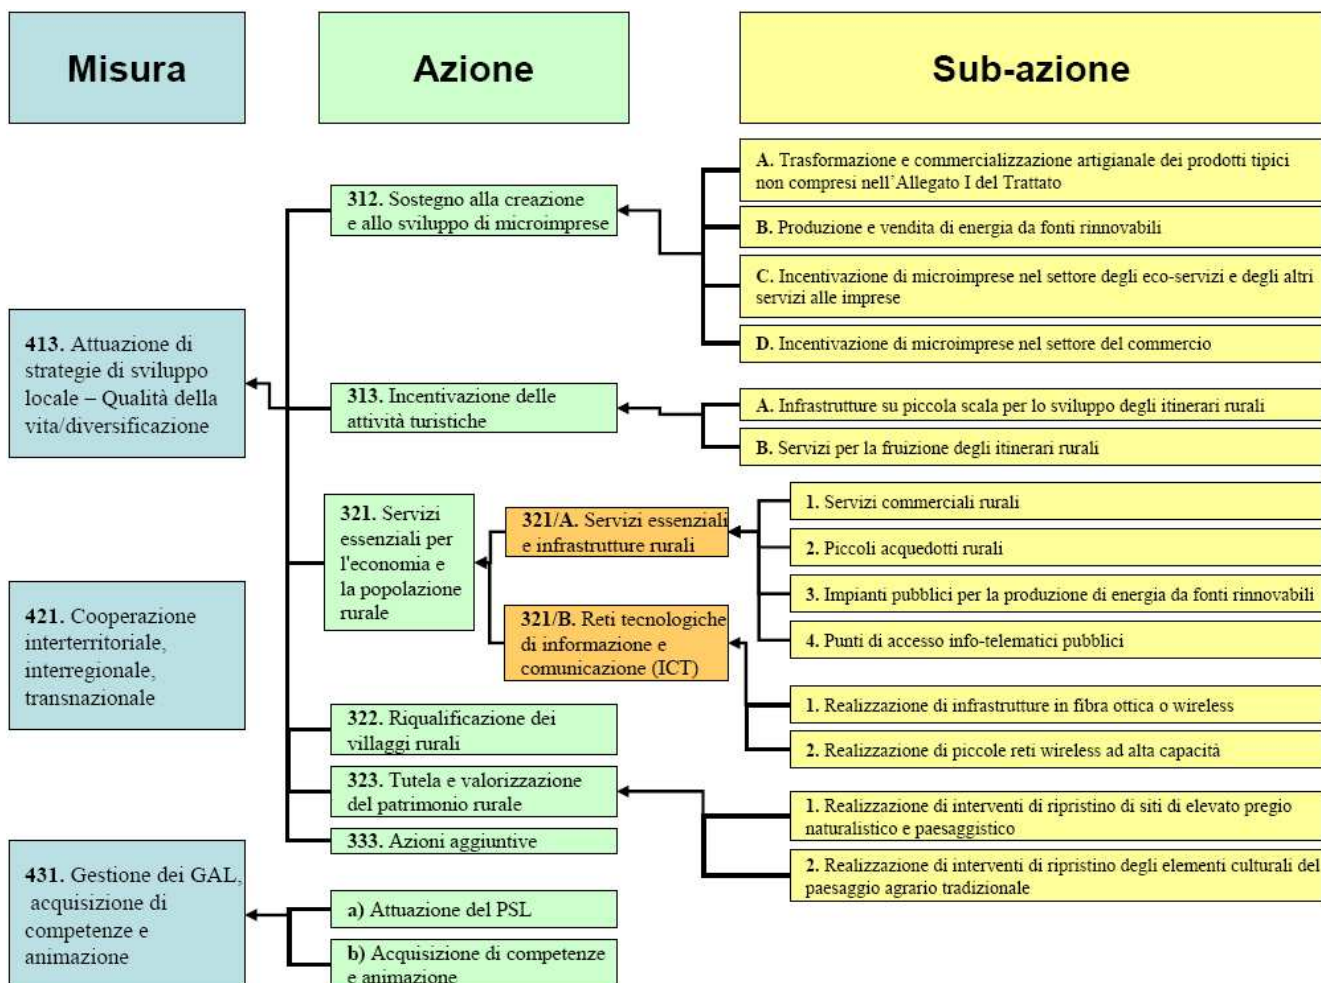 Misura
Azione
Sub-azione
413. Attuazione di
strategie di sviluppo
locale – Qualità della
vita/diversificazione
421. Cooperazione
interterritoriale,
interregionale,
transnazionale
431. Gestione dei GAL,
acquisizione di
competenze e
animazione
312. Sostegno alla creazione
e allo sviluppo di microimprese
313. Incentivazione delle
attività turistiche
321. Servizi
essenziali per
l'economia e
la popolazione
rurale
321/A. Servizi essenziali
e infrastrutture rurali
321/B. Reti tecnologiche
di informazione e
comunicazione (ICT)
322. Riqualificazione dei
villaggi rurali
323. Tutela e valorizzazione
del patrimonio rurale
333. Azioni aggiuntive
a) Attuazione del PSL
b) Acquisizione di competenze
e animazione
A. Trasformazione e commercializzazione artigianale dei prodotti tipici
non compresi nell'Allegato I del Trattato
B. Produzione e vendita di energia da fonti rinnovabili
C. Incentivazione di microimprese nel settore degli eco-servizi e degli altri
servizi alle imprese
D. Incentivazione di microimprese nel settore del commercio
A. Infrastrutture su piccola scala per lo sviluppo degli itinerari rurali
B. Servizi per la fruizione degli itinerari rurali
1. Servizi commerciali rurali
2. Piccoli acquedotti rurali
3. Impianti pubblici per la produzione di energia da fonti rinnovabili
4. Punti di accesso info-telematici pubblici
1. Realizzazione di infrastrutture in fibra ottica o wireless
2. Realizzazione di piccole reti wireless ad alta capacità
1. Realizzazione di interventi di ripristino di siti di elevato pregio
naturalistico e paesaggistico
2. Realizzazione di interventi di ripristino degli elementi culturali del
paesaggio agrario tradizionale